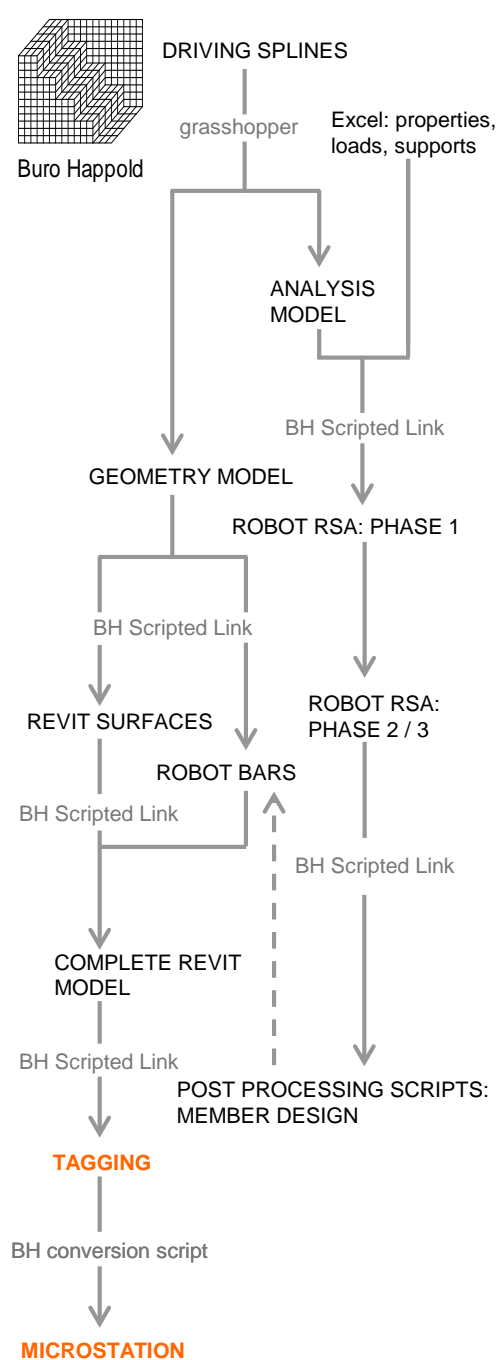 DRIVING SPLINES
grasshopper
Excel: properties,
loads, supports
Buro Happold
ANALYSIS
MODEL
BH Scripted Link
GEOMETRY MODEL
ROBOT RSA: PHASE 1
BH Scripted Link
REVIT SURFACES
ROBOT RSA:
PHASE 2 / 3
ROBOT BARS
BH Scripted Link
BH Scripted Link
COMPLETE REVIT
MODEL
BH Scripted Link
POST PROCESSING SCRIPTS:
MEMBER DESIGN
TAGGING
BH conversion script
MICROSTATION